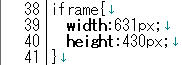 38 iframe{↓
39 width:631px;↓
40 height:430px;↓
41 }↓